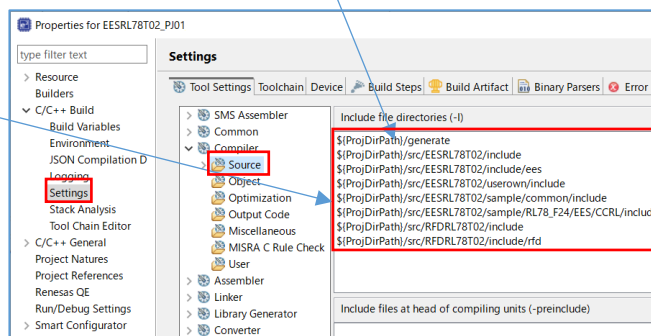 Properties for EESRL78T02_PJ01
type filter text
Settings
Resource
Builders
C/C++ Build
Build Variables
Environment
JSON Compilation D
Logging
Settings
Stack Analysis
Tool Chain Editor
C/C++ General
Project Natures
Project References
Renesas QE
Run/Debug Settings
Smart Configurator
Tool Settings Toolchain Device Build Steps Build Artifact Binary Parsers Error
SMS Assembler
Common
Compiler
Source
Object
Optimization
Output Code
Miscellaneous
MISRA C Rule Check
User
Assembler
Linker
Library Generator
Converter
Include file directories (-I)
${ProjDirPath}/generate
${ProjDirPath}/src/EESRL78T02/include
${ProjDirPath}/src/EESRL78T02/include/ees
${ProjDirPath}/src/EESRL78T02/userown/include
${ProjDirPath}/src/EESRL78T02/sample/common/include
${ProjDirPath}/src/EESRL78T02/sample/RL78_F24/EES/CCRL/includ
${ProjDirPath}/src/RFDRL78T02/include
${ProjDirPath}/src/RFDRL78T02/include/rfd
Include files at head of compiling units (-preinclude)